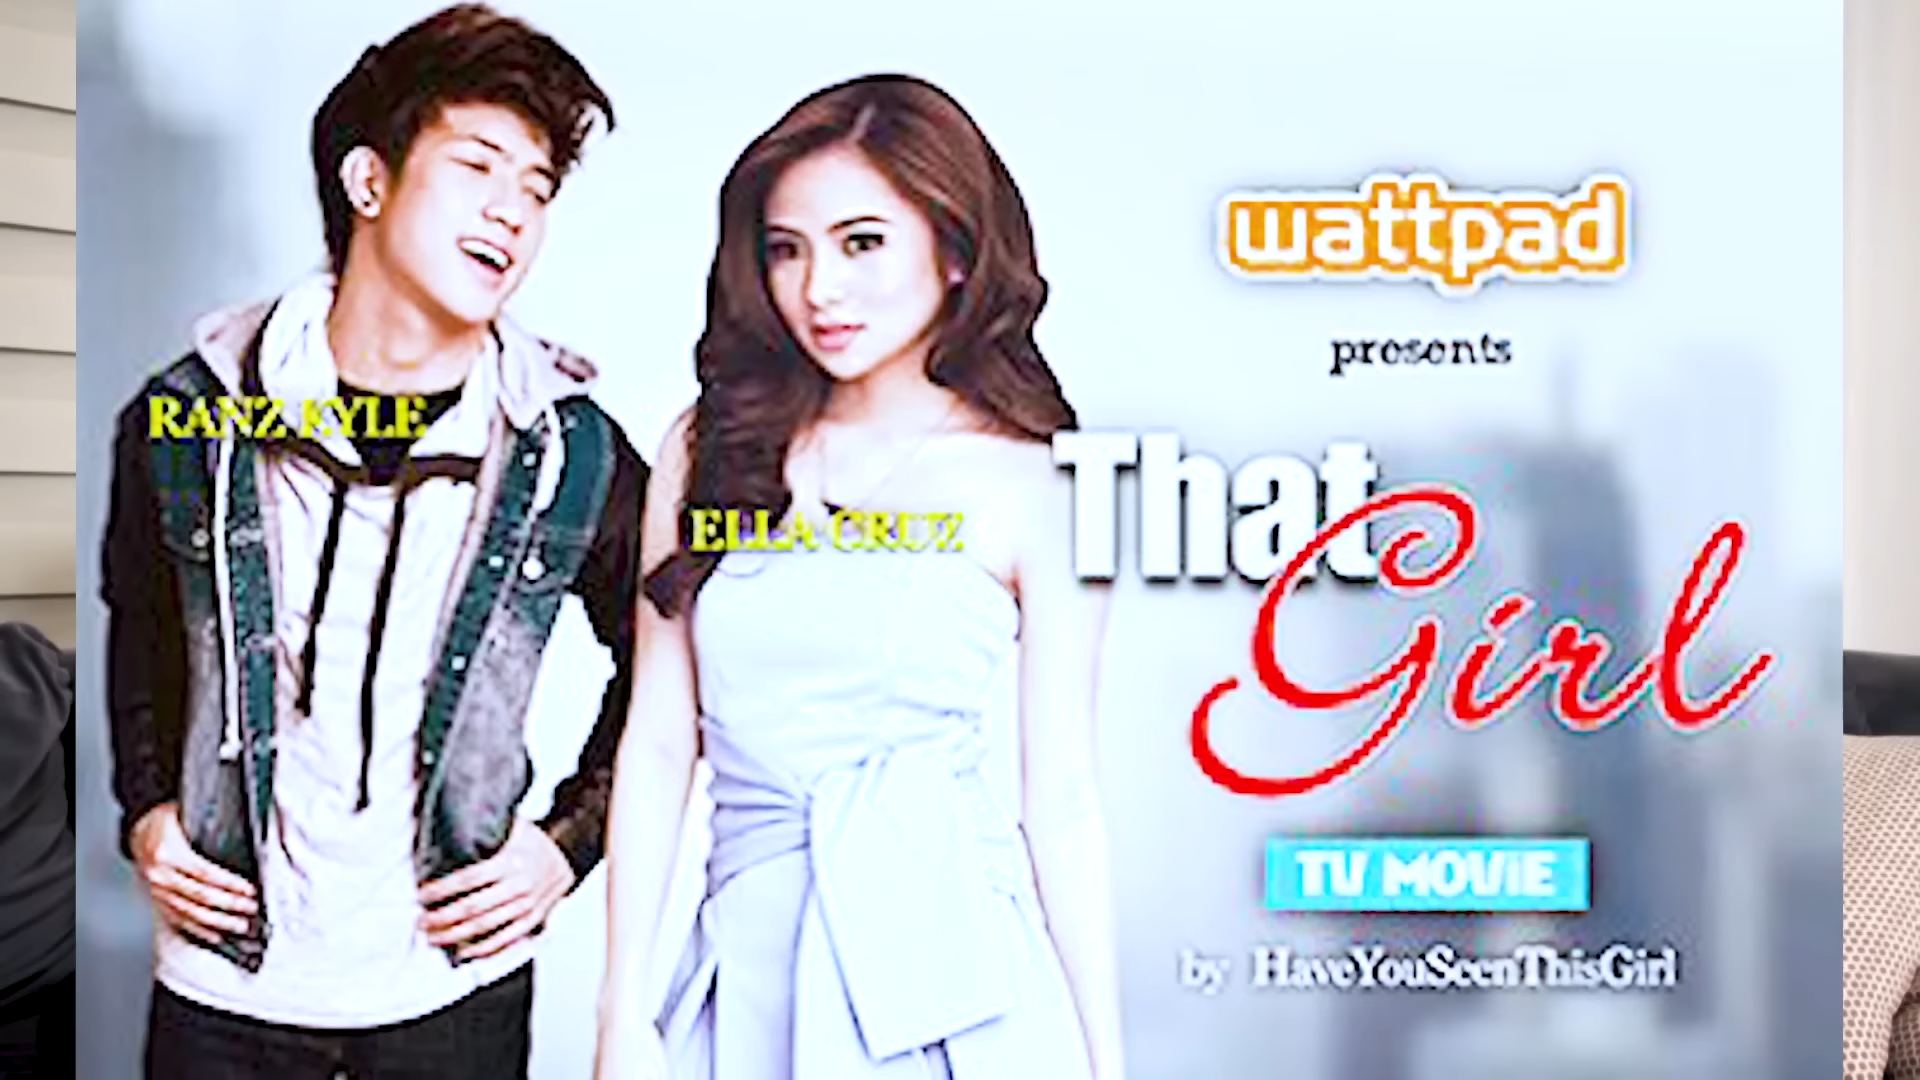 RANZ KYLE
ELLA CRUZ
wattpad
presents
That
Girl
TV MOVIE
by HaveYouSeenThisGirl